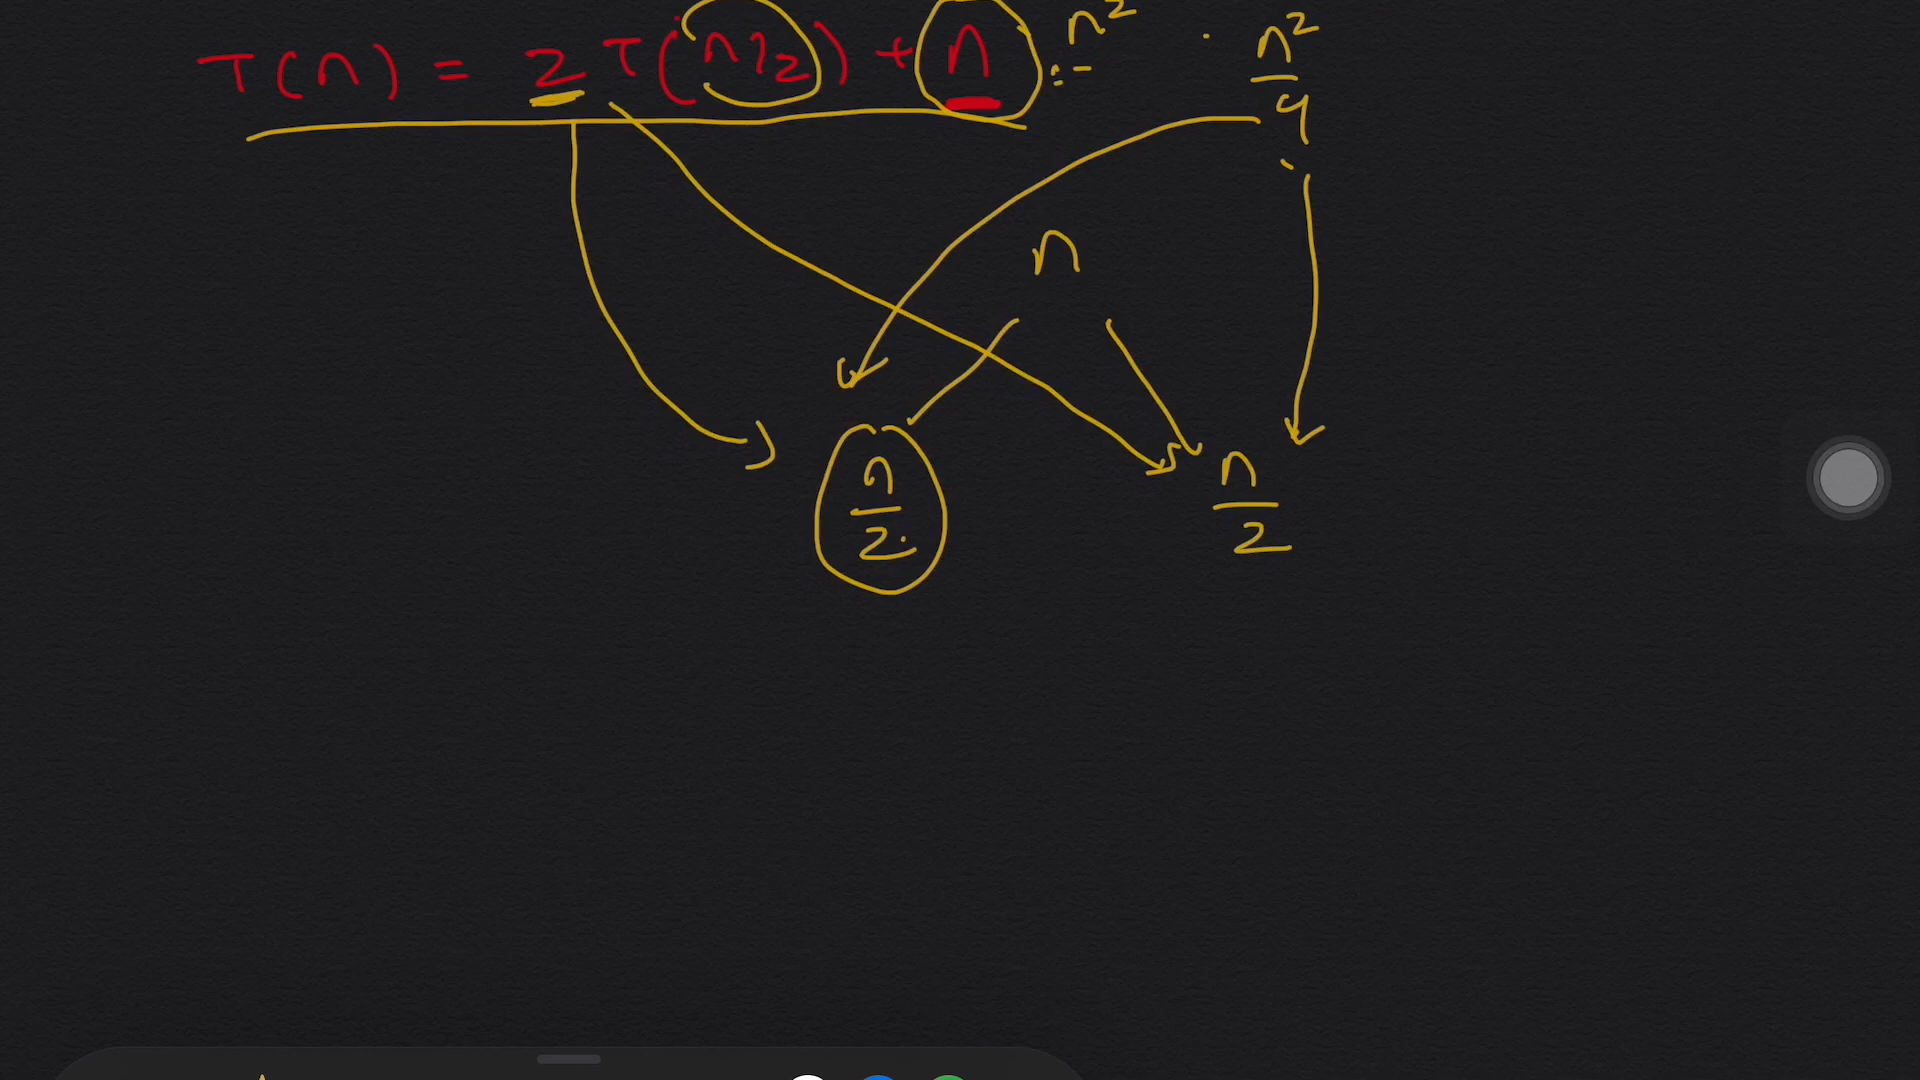 T(n) = 2T(n/2) + n :- n² . n²/4
n
n/2 n/2